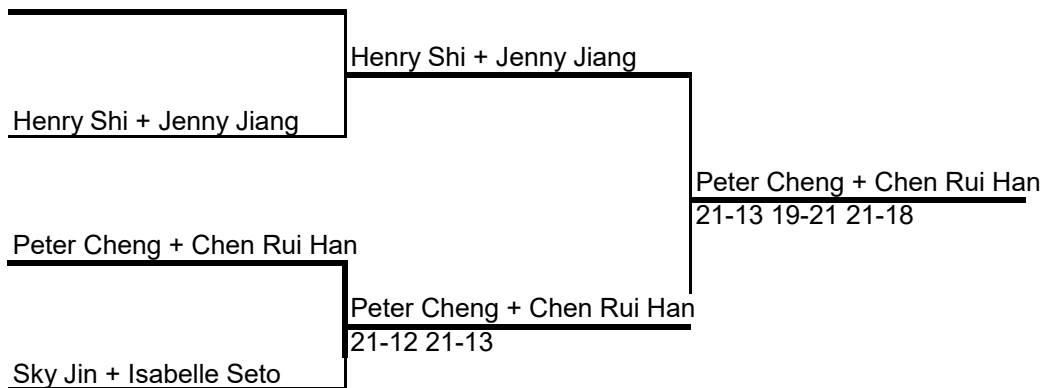 Henry Shi + Jenny Jiang
Henry Shi + Jenny Jiang
Peter Cheng + Chen Rui Han
21-13 19-21 21-18
Peter Cheng + Chen Rui Han
Peter Cheng + Chen Rui Han
21-12 21-13
Sky Jin + Isabelle Seto